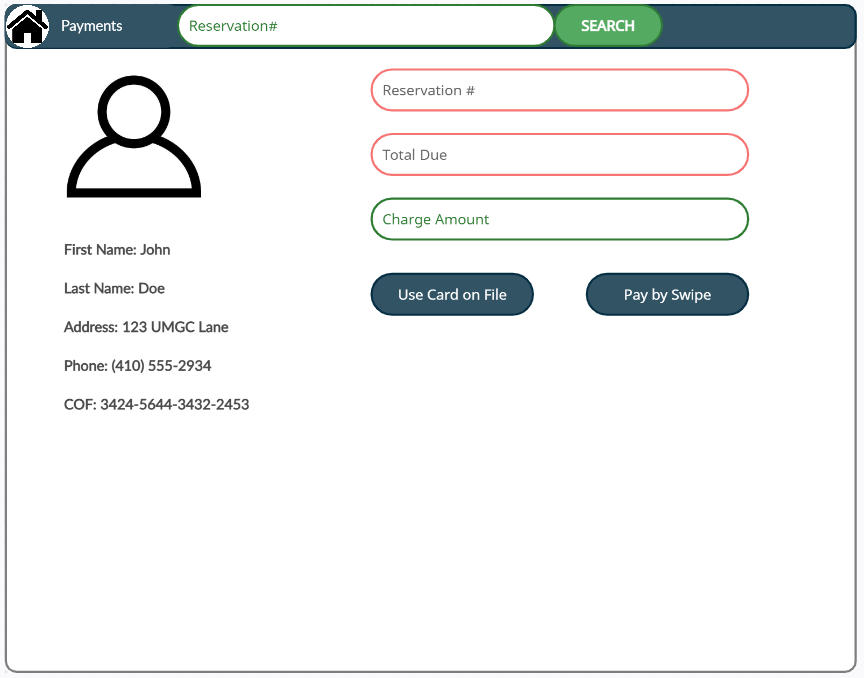 Payments
Reservation#
SEARCH
Reservation #
Total Due
Charge Amount
Use Card on File
Pay by Swipe
First Name: John
Last Name: Doe
Address: 123 UMGC Lane
Phone: (410) 555-2934
COF: 3424-5644-3432-2453